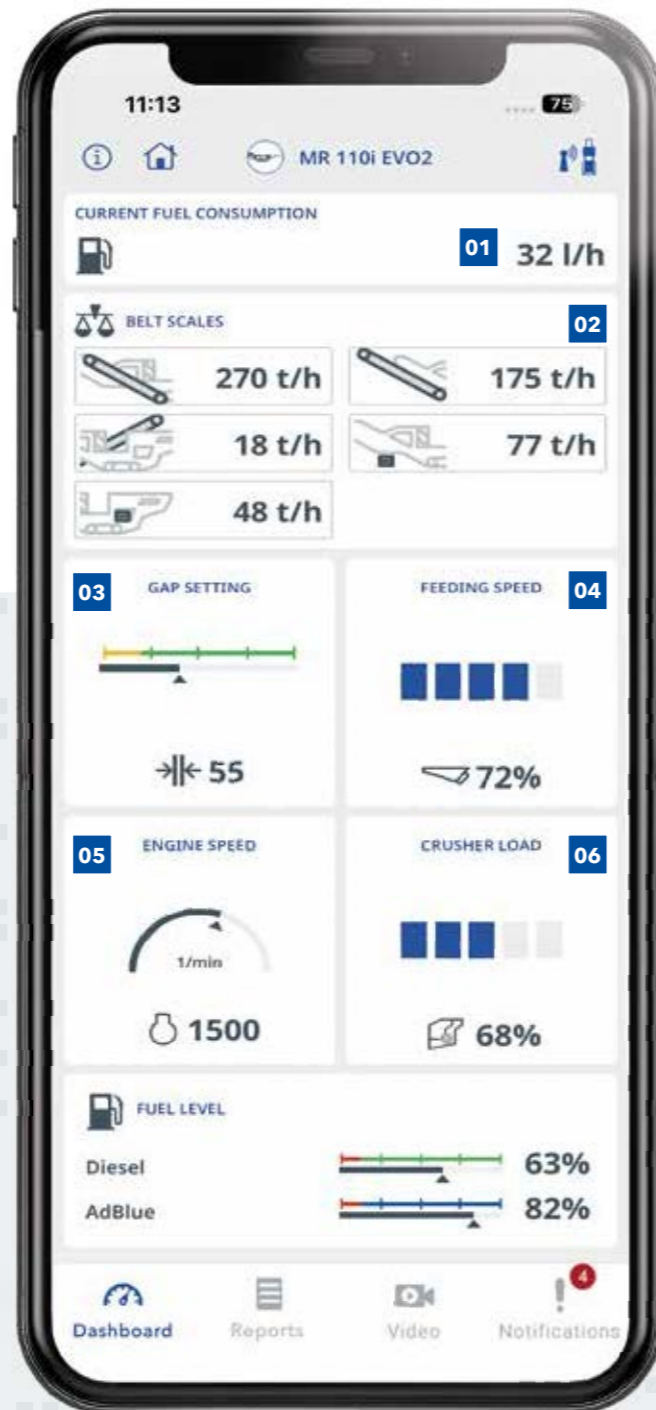 11:13
75
MR 110i EVO2
CURRENT FUEL CONSUMPTION
01 32 l/h
BELT SCALES 02
270 t/h 175 t/h
18 t/h 77 t/h
48 t/h
03 GAP SETTING
FEEDING SPEED 04
55
72%
05 ENGINE SPEED
CRUSHER LOAD 06
1/min
1500
68%
FUEL LEVEL
Diesel 63%
AdBlue 82%
4
Dashboard Reports Video Notifications